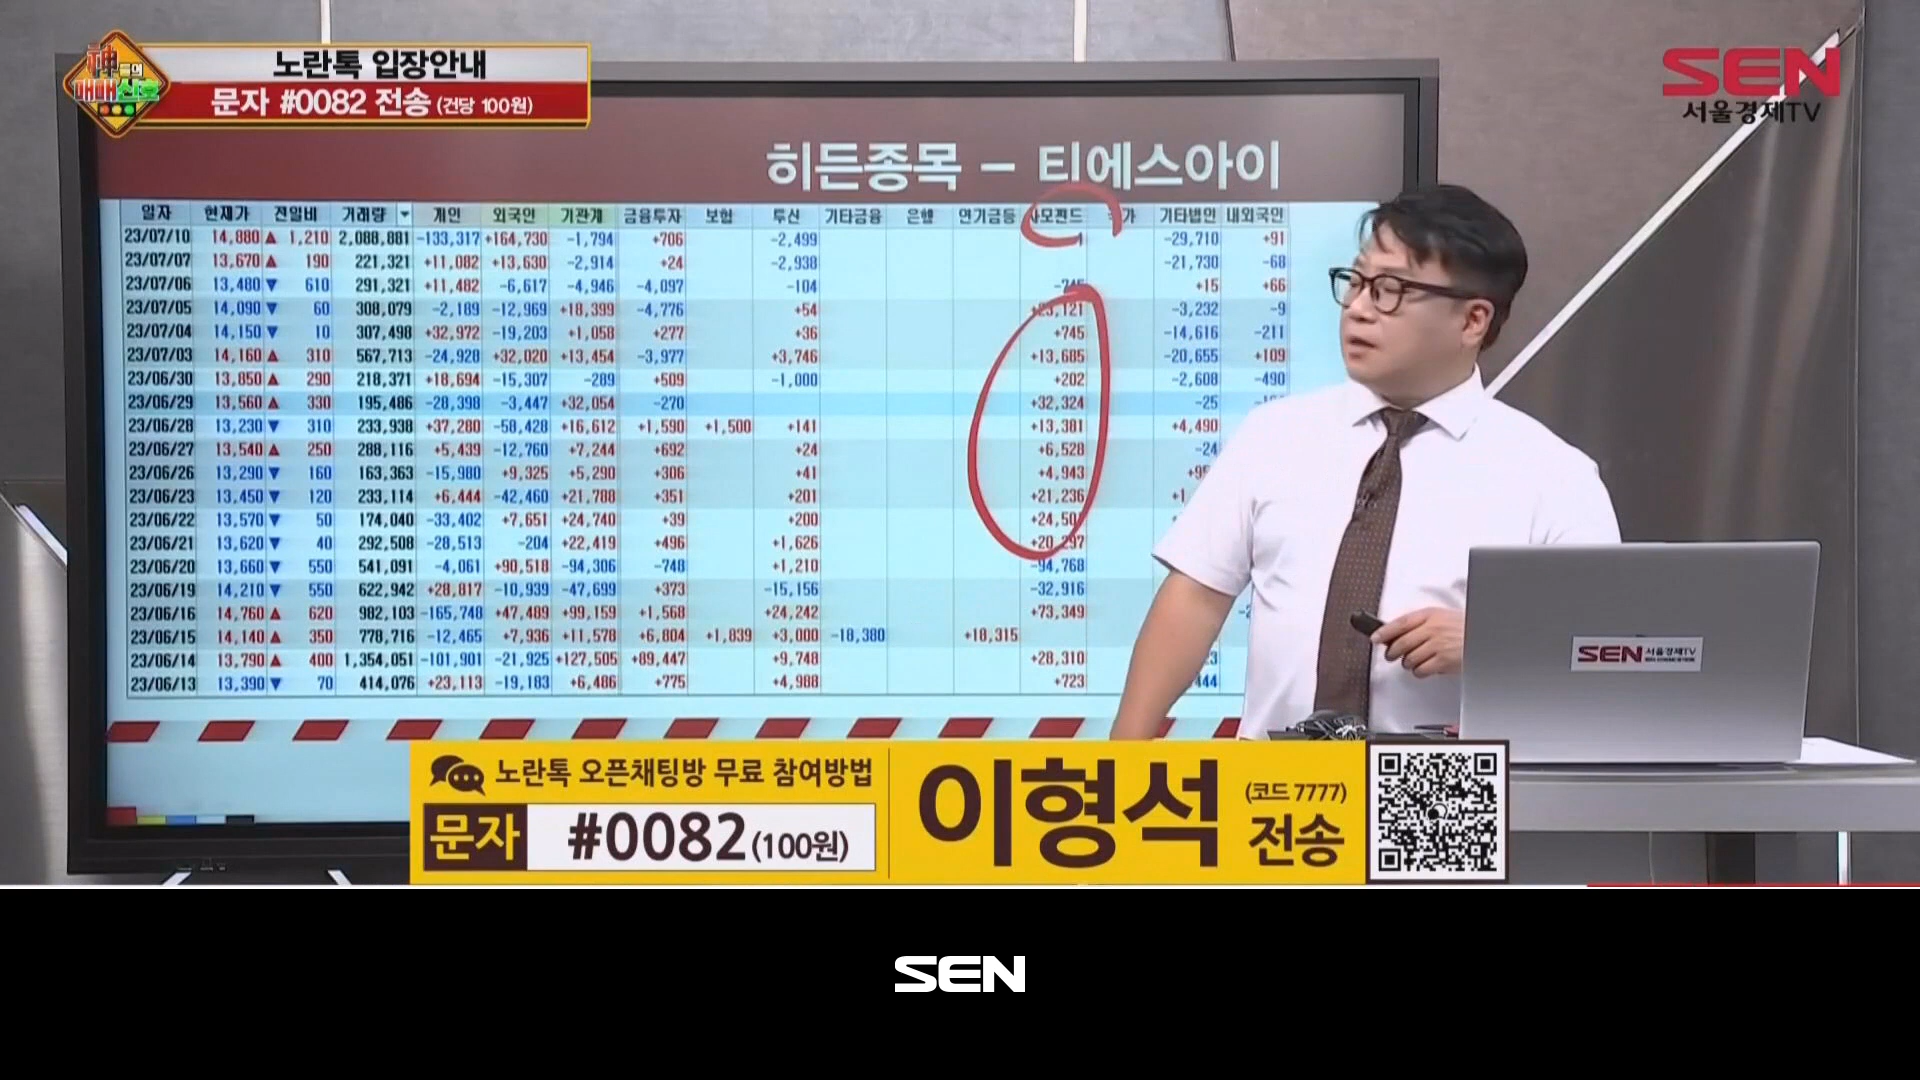 神들의
매매신호
노란톡 입장안내
문자 #0082 전송 (건당 100원)
SEN
서울경제TV
히든종목 - 티에스아이
일자 현재가 전일비 거래량 개인 외국인 기관계 금융투자 보험 투신 기타금융 은행 연기금등 사모펀드 기타법인 내외국인
23/07/10 14,880 ▲ 1,210 2,088,881 -133,317 +164,730 -1,794 +706 -2,499 -29,710 +91
23/07/07 13,670 ▲ 190 221,321 +11,082 +13,630 -2,914 +24 -2,938 -21,730 -68
23/07/06 13,480 ▼ 610 291,321 +11,482 -6,617 -4,946 -4,097 -104 -745 +15 +66
23/07/05 14,090 ▼ 60 308,079 -2,189 -12,969 +18,399 -4,776 +54 +23,121 -3,232 -9
23/07/04 14,150 ▼ 10 307,498 +32,972 -19,203 +1,058 +277 +36 +745 -14,616 -211
23/07/03 14,160 ▲ 310 567,713 -24,928 +32,020 +13,454 -3,977 +3,746 +13,685 -20,655 +109
23/06/30 13,850 ▲ 290 218,371 +18,694 -15,307 -289 +509 -1,000 +202 -2,608 -490
23/06/29 13,560 ▲ 330 195,486 -28,398 -3,447 +32,054 -270 +32,324 -25
23/06/28 13,230 ▼ 310 233,938 +37,280 -58,428 +16,612 +1,590 +1,500 +141 +13,381 +4,490
23/06/27 13,540 ▲ 250 288,116 +5,439 -12,760 +7,244 +692 +24 +6,528 -24
23/06/26 13,290 ▼ 160 163,363 -15,980 +9,325 +5,290 +306 +41 +4,943
23/06/23 13,450 ▼ 120 233,114 +6,444 -42,460 +21,788 +351 +201 +21,236
23/06/22 13,570 ▼ 50 174,040 -33,402 +7,651 +24,740 +39 +200
23/06/21 13,620 ▼ 40 292,508 -28,513 -204 +22,419 +496 +1,626 +20,297
23/06/20 13,660 ▼ 550 541,091 -4,061 +90,518 -94,306 -748 +1,210 -94,768
23/06/19 14,210 ▼ 550 622,942 +28,817 -10,939 -47,699 +373 -15,156 -32,916
23/06/16 14,760 ▲ 620 982,103 -165,748 +47,489 +99,159 +1,568 +24,242 +73,349
23/06/15 14,140 ▲ 350 778,716 -12,465 +7,936 +11,578 +6,804 +1,839 +3,000 -18,380 +18,315
23/06/14 13,790 ▲ 400 1,354,051 -101,901 -21,925 +127,505 +89,447 +9,748 +28,310
23/06/13 13,390 ▼ 70 414,076 +23,113 -19,183 +6,486 +775 +4,988 +723
SEN 서울경제TV
노란톡 오픈채팅방 무료 참여방법
문자 #0082 (100원)
이형석 (코드 7777) 전송
SEN